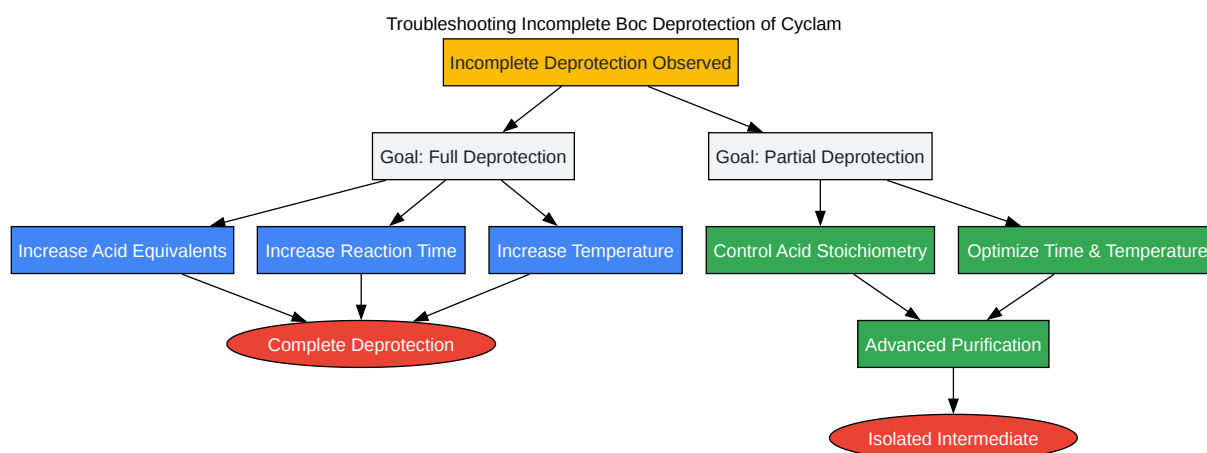 Troubleshooting Incomplete Boc Deprotection of Cyclam
Incomplete Deprotection Observed
Goal: Full Deprotection
Goal: Partial Deprotection
Increase Acid Equivalents
Increase Reaction Time
Increase Temperature
Control Acid Stoichiometry
Optimize Time & Temperature
Complete Deprotection
Advanced Purification
Isolated Intermediate